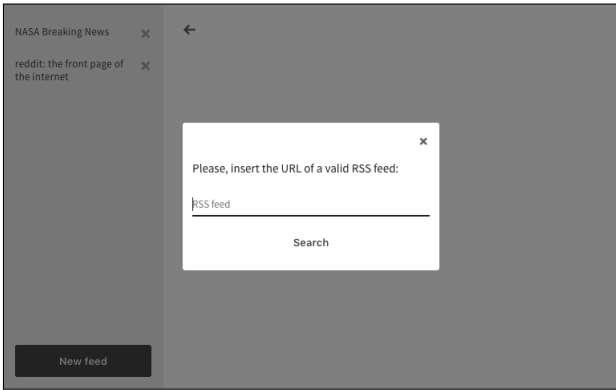 NASA Breaking News
reddit: the front page of
the internet
Please, insert the URL of a valid RSS feed:
RSS feed
Search
New feed